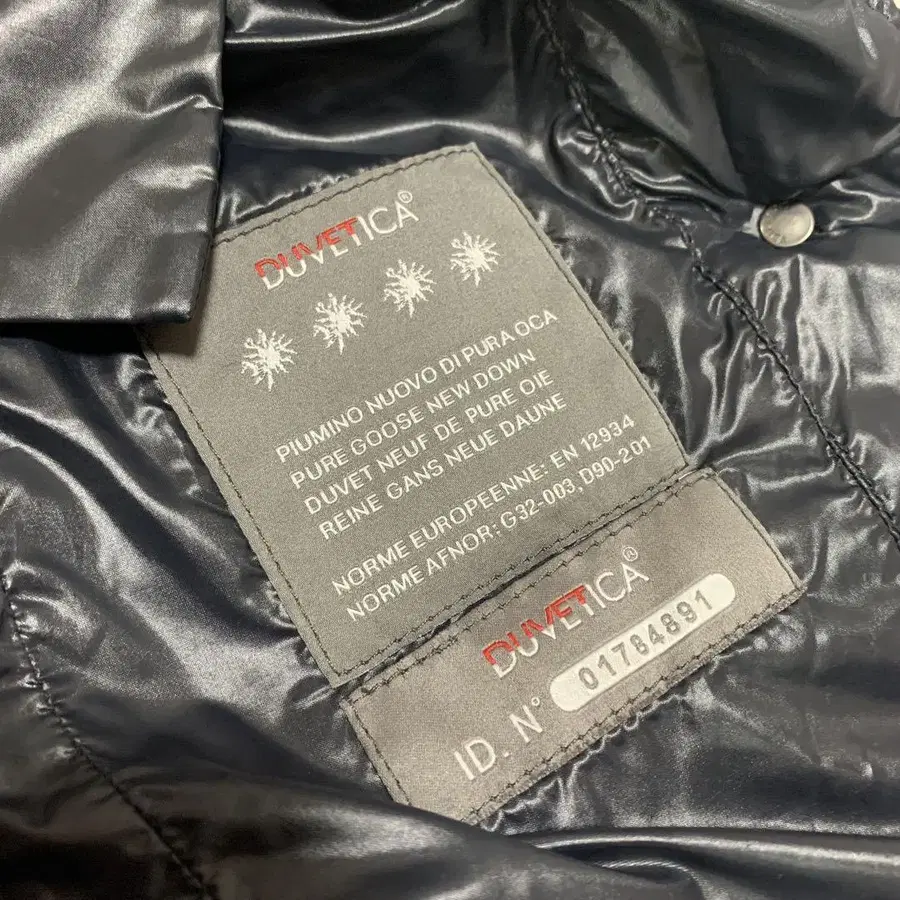 DUVETICA®
PIUMINO NUOVO DI PURA OCA
PURE GOOSE NEW DOWN
DUVET NEUF DE PURE OIE
REINE GANS NEUE DAUNE
NORME EUROPEENNE: EN 12934
NORME AFNOR: G32-003, D90-201
DUVETICA®
ID. N° 01784891